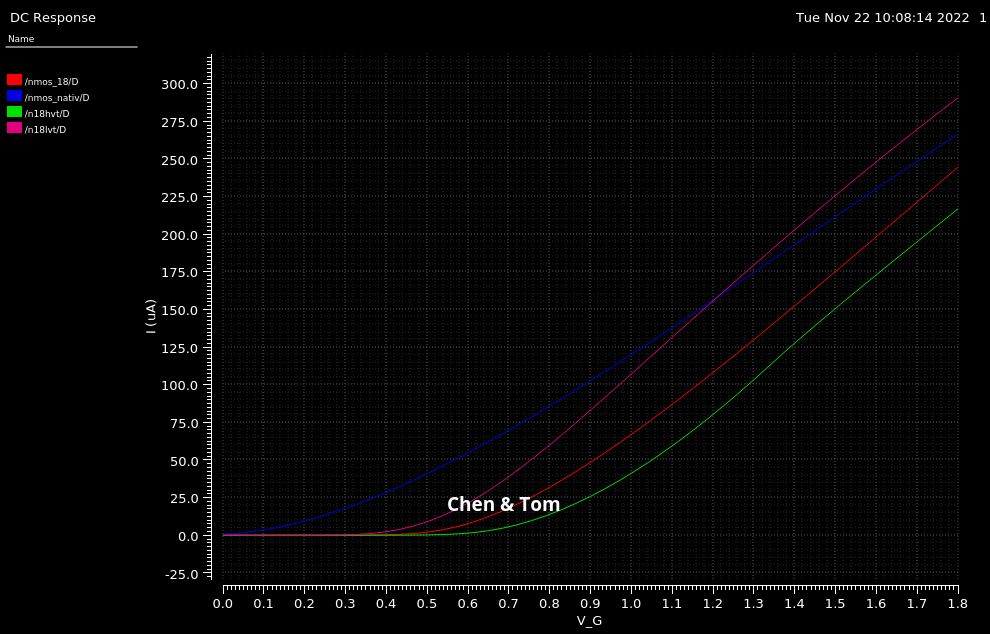 DC Response
Tue Nov 22 10:08:14 2022 1
Name
/nmos_18/D
/nmos_nativ/D
/n18hvt/D
/n18lvt/D
I (uA)
300.0
275.0
250.0
225.0
200.0
175.0
150.0
125.0
100.0
75.0
50.0
25.0
0.0
-25.0
Chen & Tom
0.0 0.1 0.2 0.3 0.4 0.5 0.6 0.7 0.8 0.9 1.0 1.1 1.2 1.3 1.4 1.5 1.6 1.7 1.8
V_G